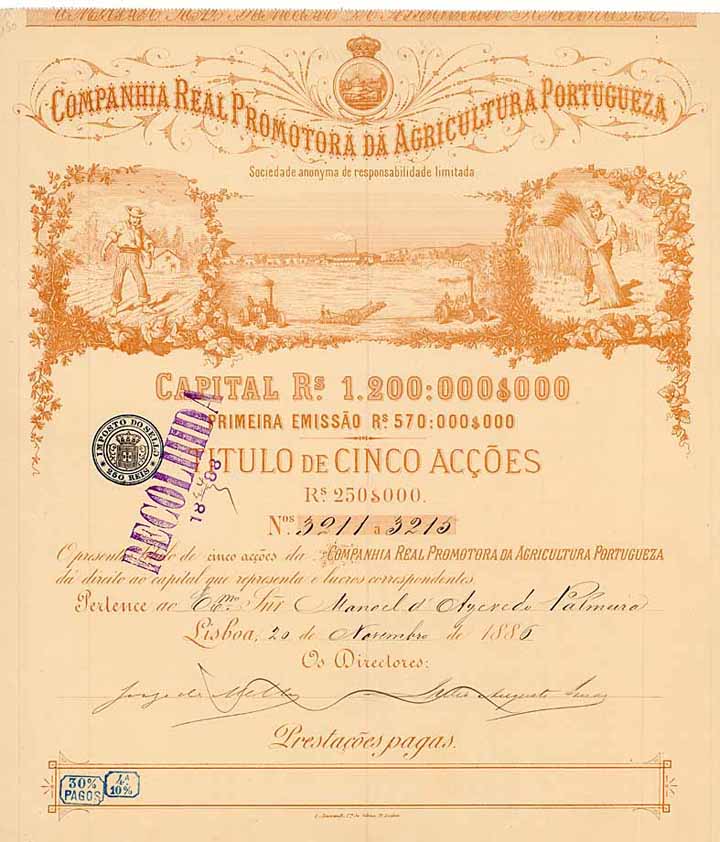 COMPANHIA REAL PROMOTORA DA AGRICULTURA PORTUGUEZA
Sociedade anonyma de responsabilidade limitada
CAPITAL Rˢ 1.200:000$000
PRIMEIRA EMISSÃO Rˢ 570:000$000
TITULO DE CINCO ACÇÕES
Rˢ 250$000.
IMPOSTO DO SELLO
250 REIS
RECOLHIDA
Nᵒˢ 3211 a 3215
O presente titulo de cinco acções da COMPANHIA REAL PROMOTORA DA AGRICULTURA PORTUGUEZA
dá direito ao capital que representa e lucros correspondentes
Pertence ao Exᵐᵒ Snr Manoel d'Azevedo Palmeira
Lisboa, 20 de Novembro de 1886
Os Directores:
Prestações pagas.
30% PAGOS
4ª 10%